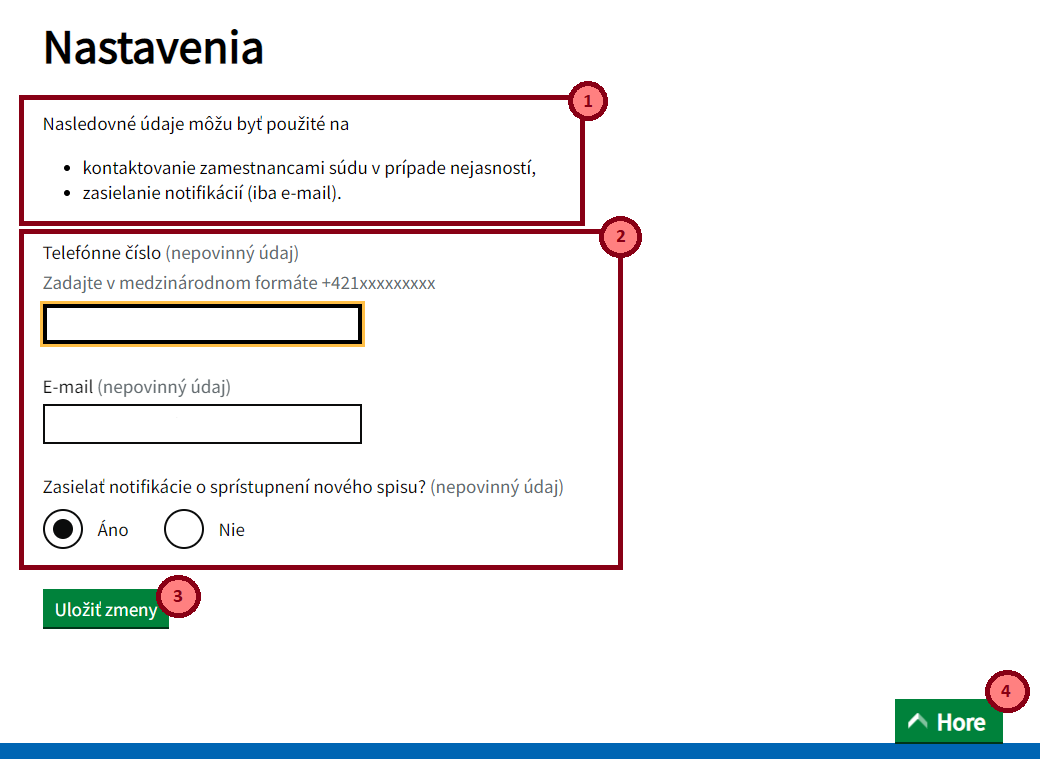 Nastavenia
1
Nasledovné údaje môžu byť použité na
kontaktovanie zamestnancami súdu v prípade nejasností,
zasielanie notifikácií (iba e-mail).
2
Telefónne číslo (nepovinný údaj)
Zadajte v medzinárodnom formáte +421xxxxxxxxx
E-mail (nepovinný údaj)
Zasielať notifikácie o sprístupnení nového spisu? (nepovinný údaj)
Áno Nie
Uložiť zmeny 3
4
Hore